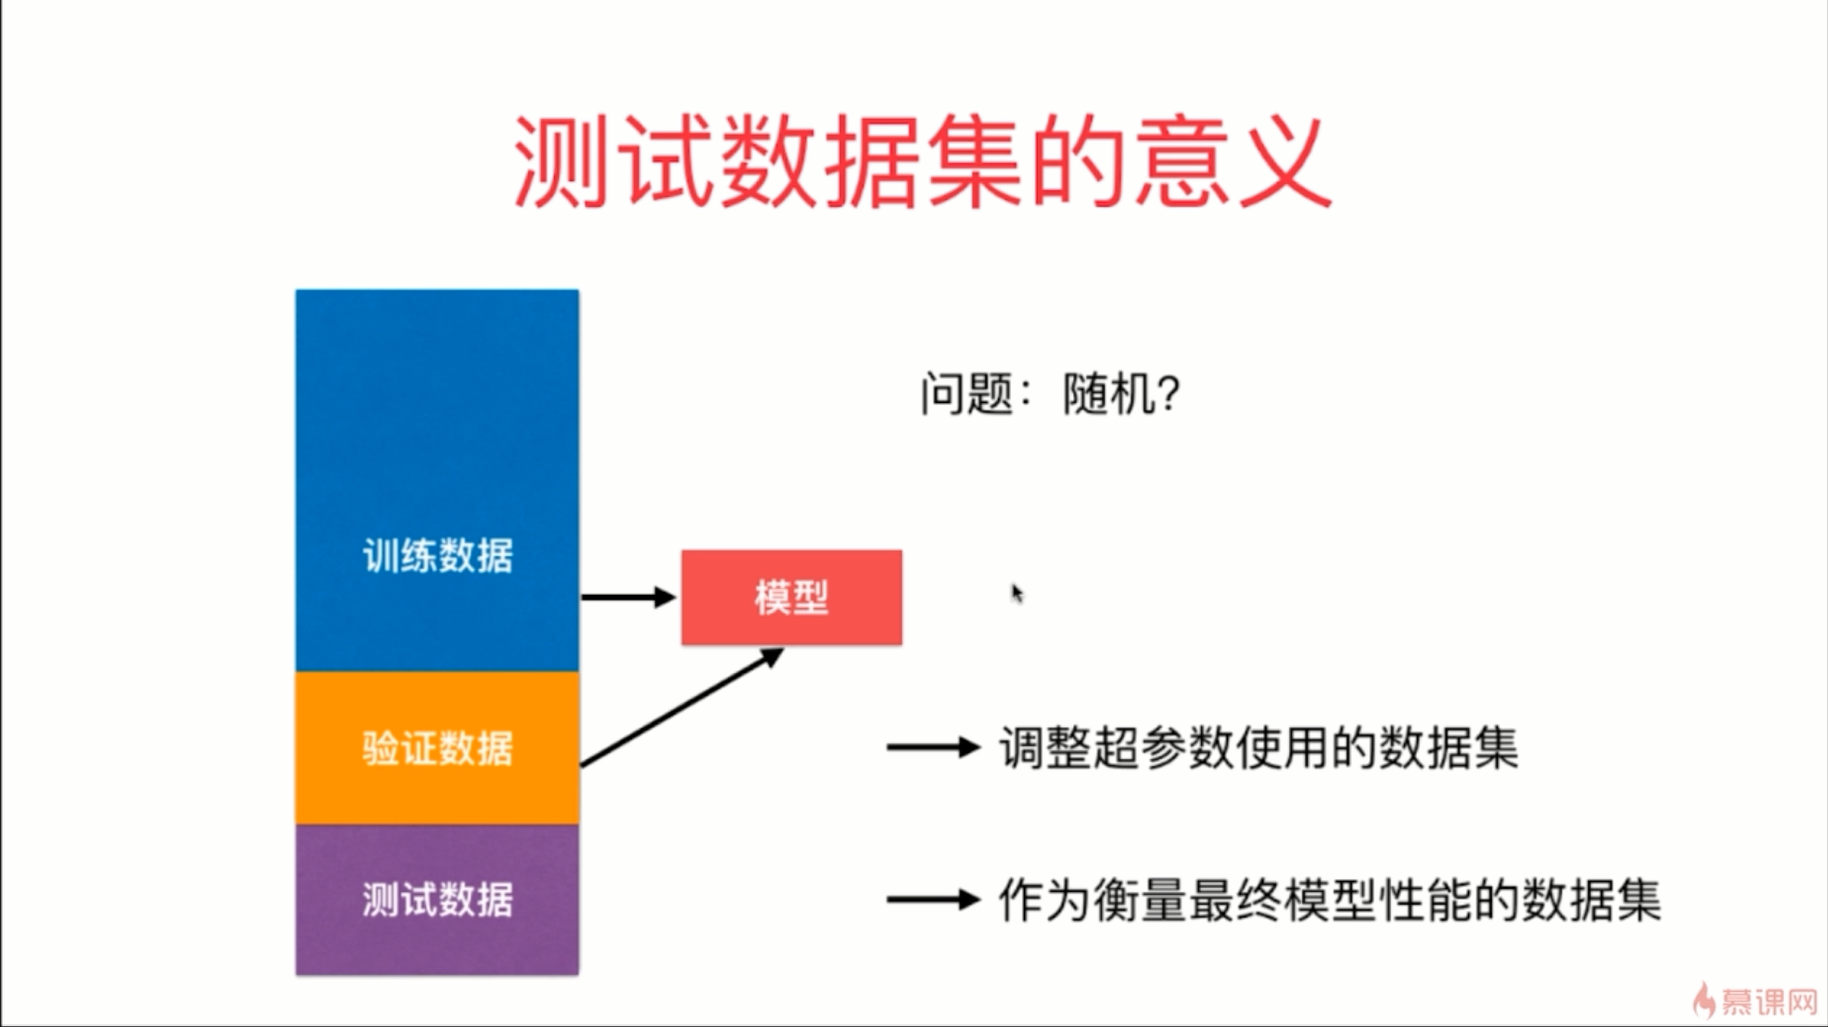 测试数据集的意义
问题：随机？
训练数据
模型
验证数据
调整超参数使用的数据集
测试数据
作为衡量最终模型性能的数据集
慕课网